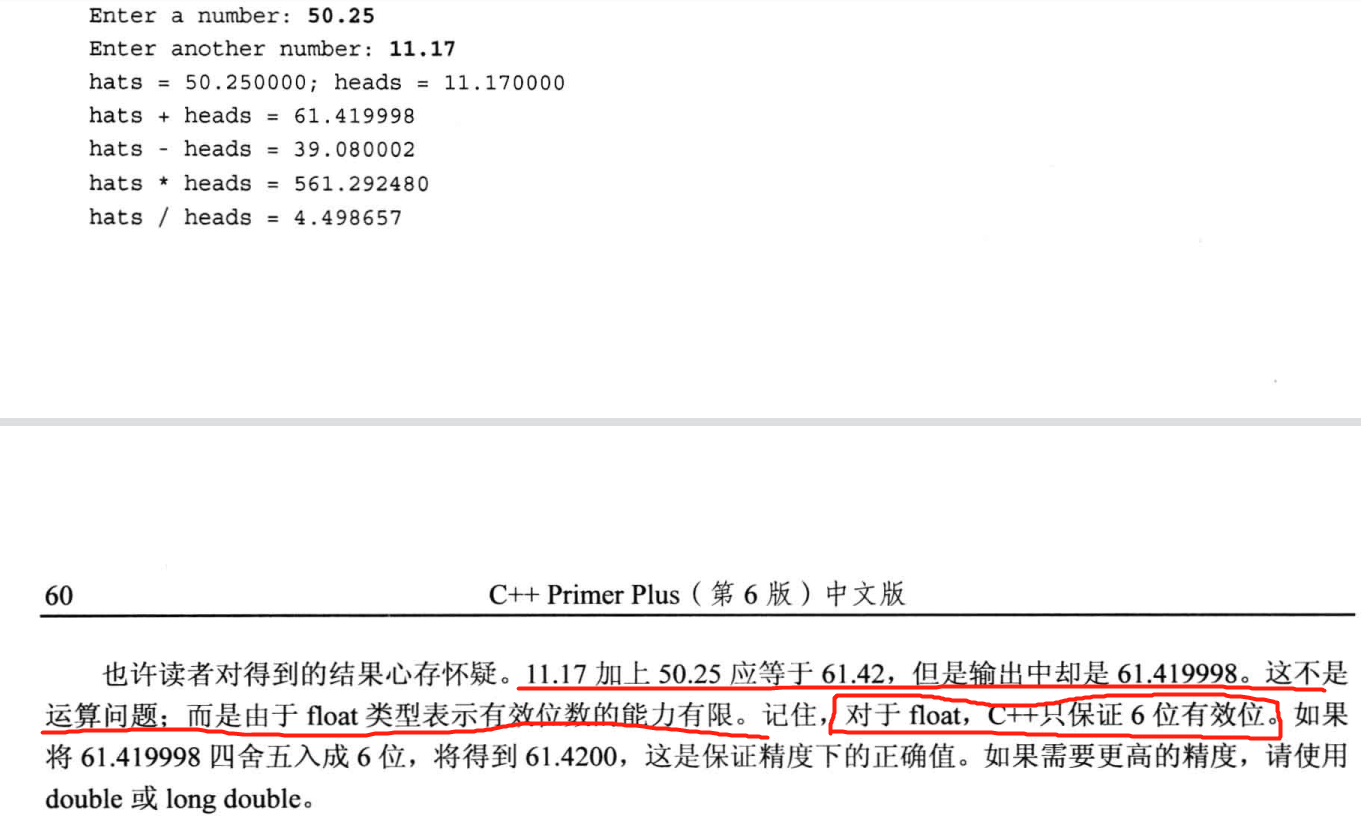 Enter a number: 50.25
Enter another number: 11.17
hats = 50.250000; heads = 11.170000
hats + heads = 61.419998
hats - heads = 39.080002
hats * heads = 561.292480
hats / heads = 4.498657
60 C++ Primer Plus（第 6 版）中文版
也许读者对得到的结果心存怀疑。11.17 加上 50.25 应等于 61.42，但是输出中却是 61.419998。这不是
运算问题；而是由于 float 类型表示有效位数的能力有限。记住，对于 float，C++只保证 6 位有效位。如果
将 61.419998 四舍五入成 6 位，将得到 61.4200，这是保证精度下的正确值。如果需要更高的精度，请使用
double 或 long double。